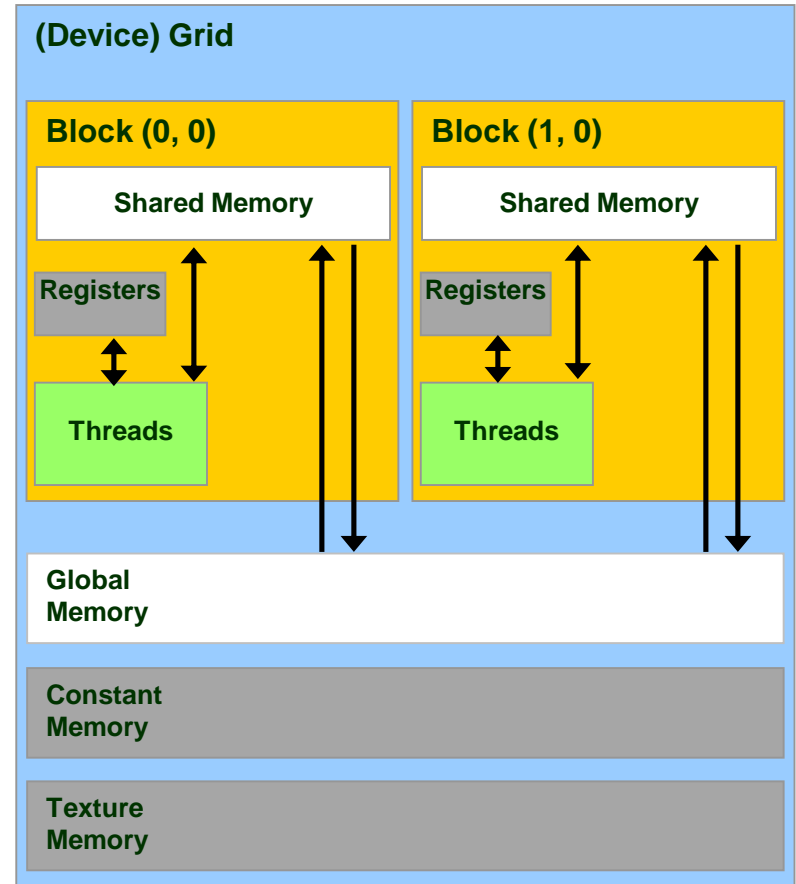 (Device) Grid
Block (0, 0)
Shared Memory
Registers
Threads
Block (1, 0)
Shared Memory
Registers
Threads
Global
Memory
Constant
Memory
Texture
Memory